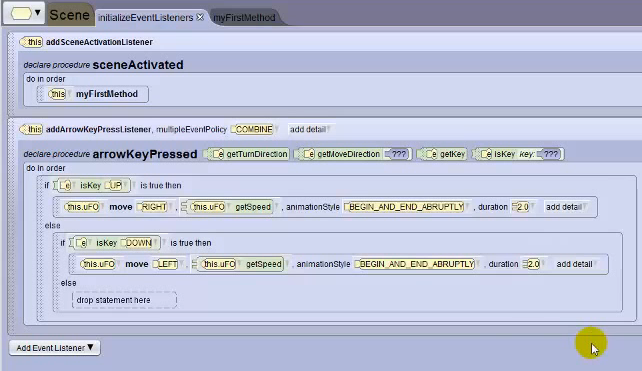 Scene initializeEventListeners myFirstMethod
this addSceneActivationListener
declare procedure sceneActivated
do in order
this myFirstMethod
this addArrowKeyPressListener, multipleEventPolicy COMBINE add detail
declare procedure arrowKeyPressed e getTurnDirection e getMoveDirection ??? e getKey e isKey key: ???
do in order
if e isKey UP is true then
this.uFO move RIGHT , this.uFO getSpeed , animationStyle BEGIN_AND_END_ABRUPTLY , duration 2.0 add detail
else
if e isKey DOWN is true then
this.uFO move LEFT , this.uFO getSpeed , animationStyle BEGIN_AND_END_ABRUPTLY , duration 2.0 add detail
else
drop statement here
Add Event Listener